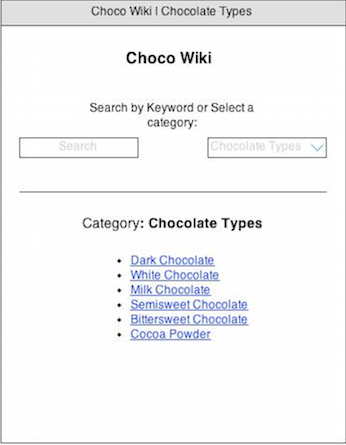 Choco Wiki | Chocolate Types
Choco Wiki
Search by Keyword or Select a
category:
Search
Chocolate Types
Category: Chocolate Types
Dark Chocolate
White Chocolate
Milk Chocolate
Semisweet Chocolate
Bittersweet Chocolate
Cocoa Powder